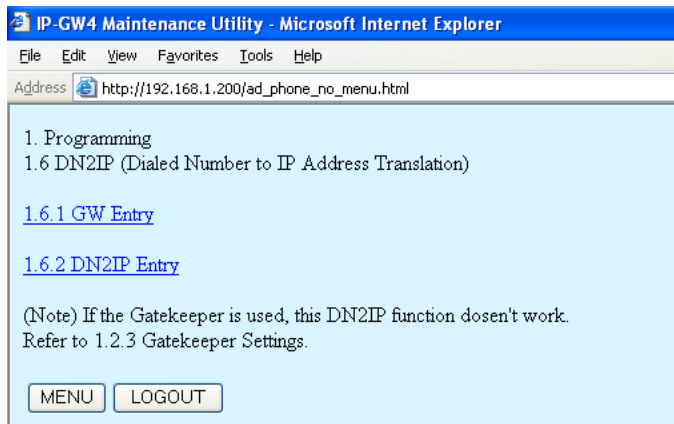 IP-GW4 Maintenance Utility - Microsoft Internet Explorer
File Edit View Favorites Tools Help
Address http://192.168.1.200/ad_phone_no_menu.html
1. Programming
1.6 DN2IP (Dialed Number to IP Address Translation)
1.6.1 GW Entry
1.6.2 DN2IP Entry
(Note) If the Gatekeeper is used, this DN2IP function dosen't work.
Refer to 1.2.3 Gatekeeper Settings.
MENU LOGOUT